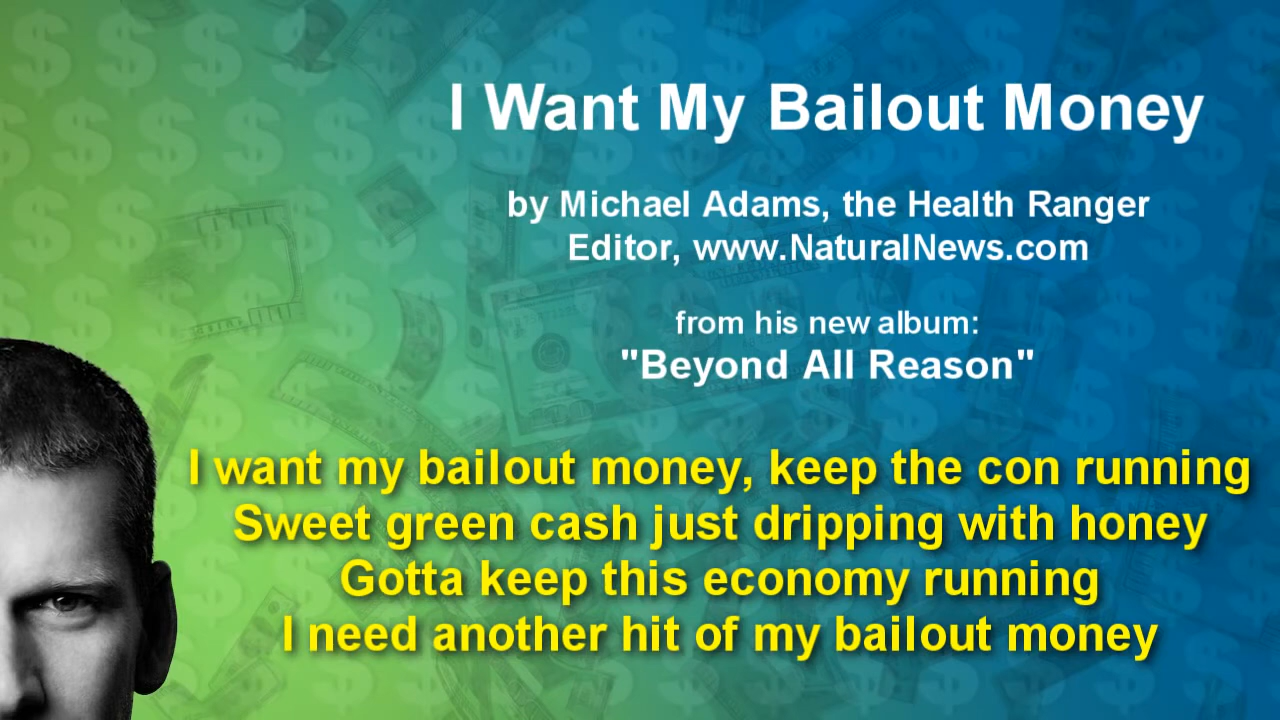 I Want My Bailout Money
by Michael Adams, the Health Ranger
Editor, www.NaturalNews.com
from his new album:
"Beyond All Reason"
I want my bailout money, keep the con running
Sweet green cash just dripping with honey
Gotta keep this economy running
I need another hit of my bailout money